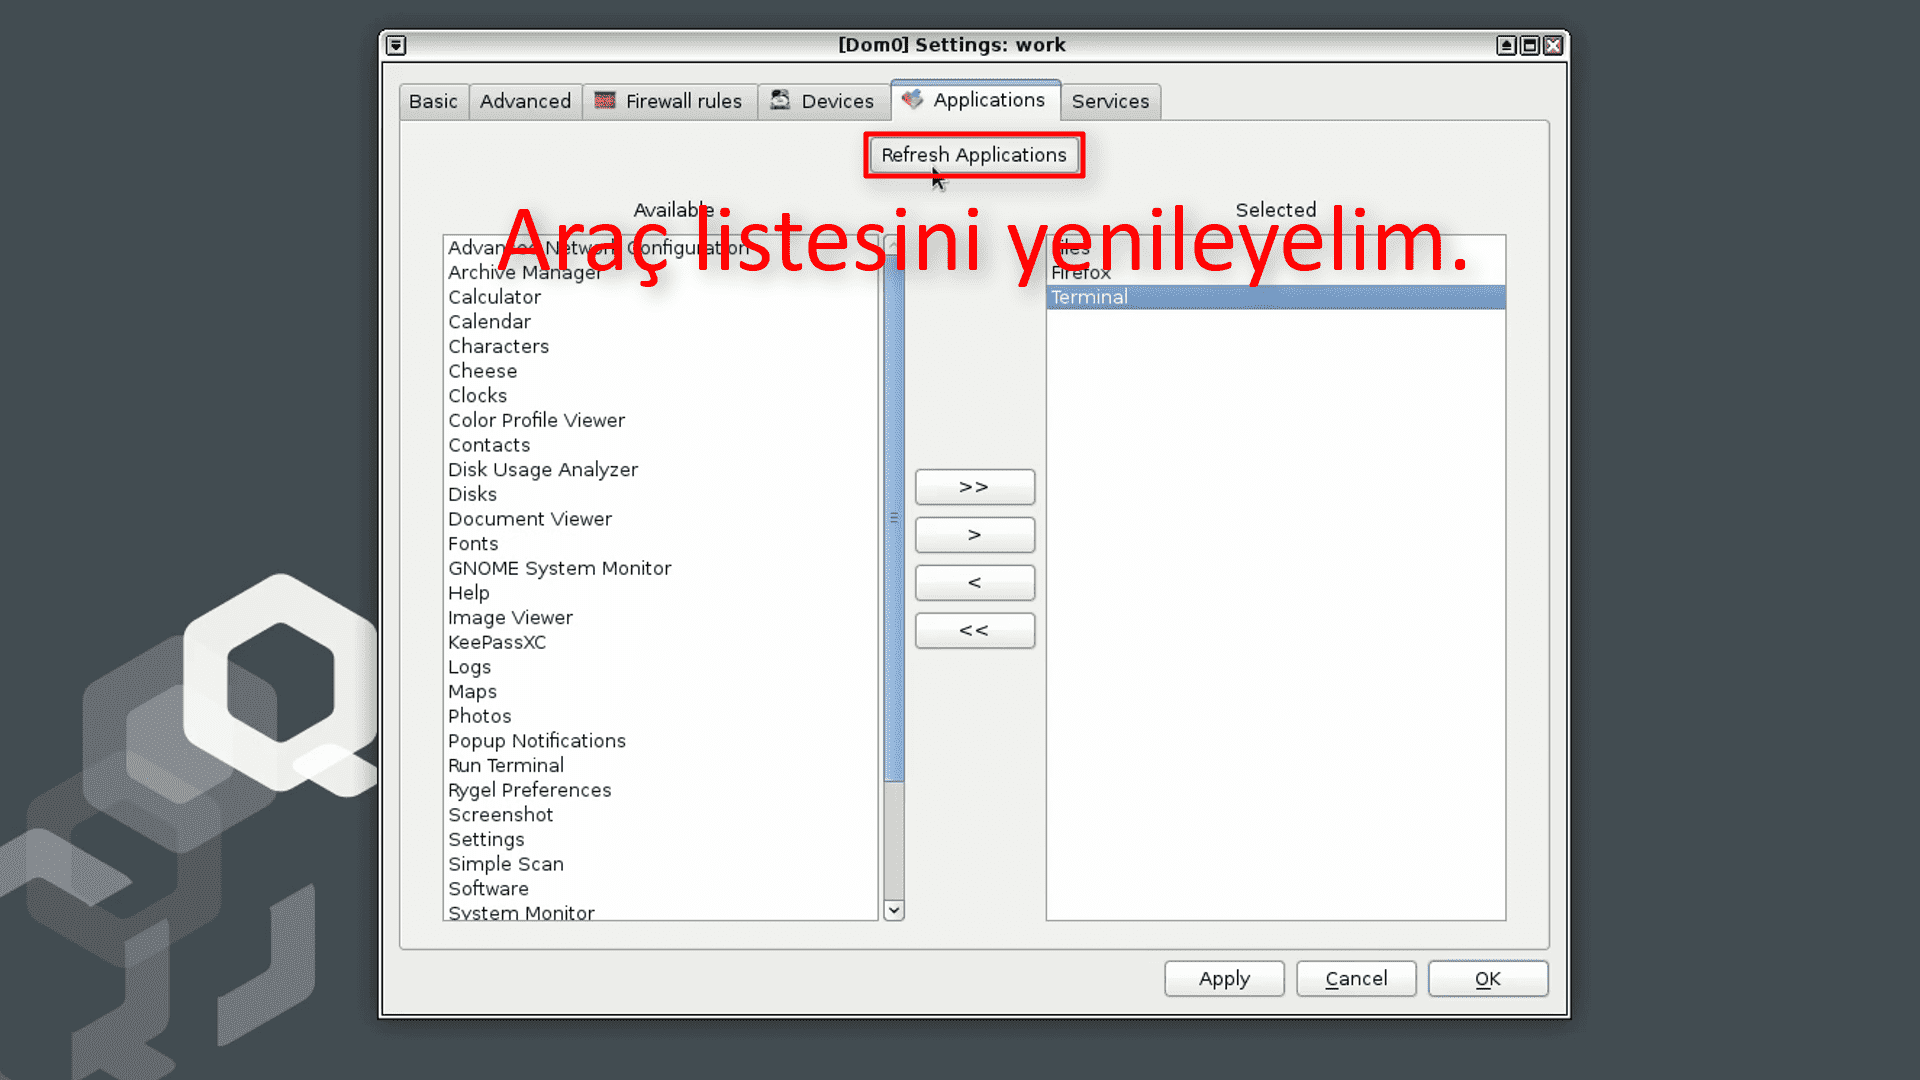 [Dom0] Settings: work
Basic Advanced Firewall rules Devices Applications Services
Refresh Applications
Araç listesini yenileyelim.
Available
Advanced Network Configuration
Archive Manager
Calculator
Calendar
Characters
Cheese
Clocks
Color Profile Viewer
Contacts
Disk Usage Analyzer
Disks
Document Viewer
Fonts
GNOME System Monitor
Help
Image Viewer
KeePassXC
Logs
Maps
Photos
Popup Notifications
Run Terminal
Rygel Preferences
Screenshot
Settings
Simple Scan
Software
System Monitor
>>
>
<
<<
Selected
Files
Firefox
Terminal
Apply Cancel OK